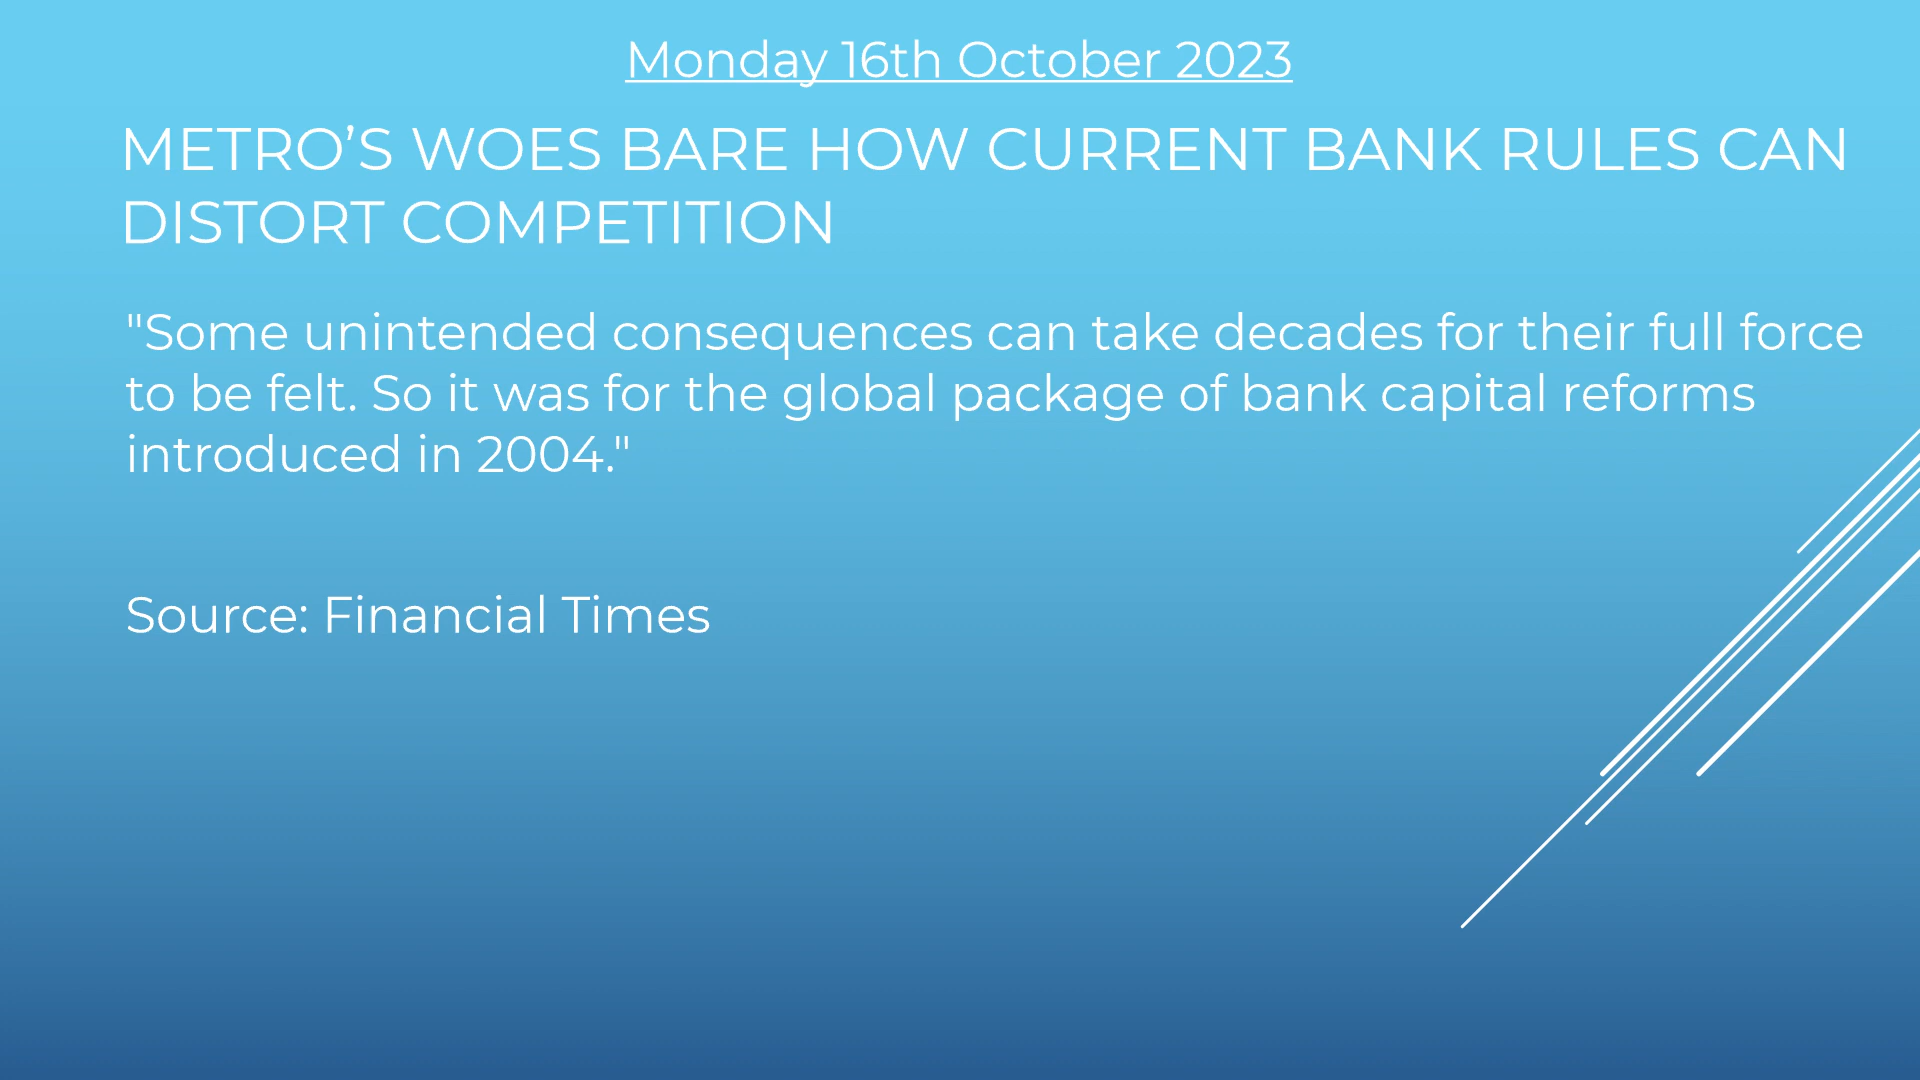 Monday 16th October 2023
METRO’S WOES BARE HOW CURRENT BANK RULES CAN
DISTORT COMPETITION
"Some unintended consequences can take decades for their full force
to be felt. So it was for the global package of bank capital reforms
introduced in 2004."
Source: Financial Times